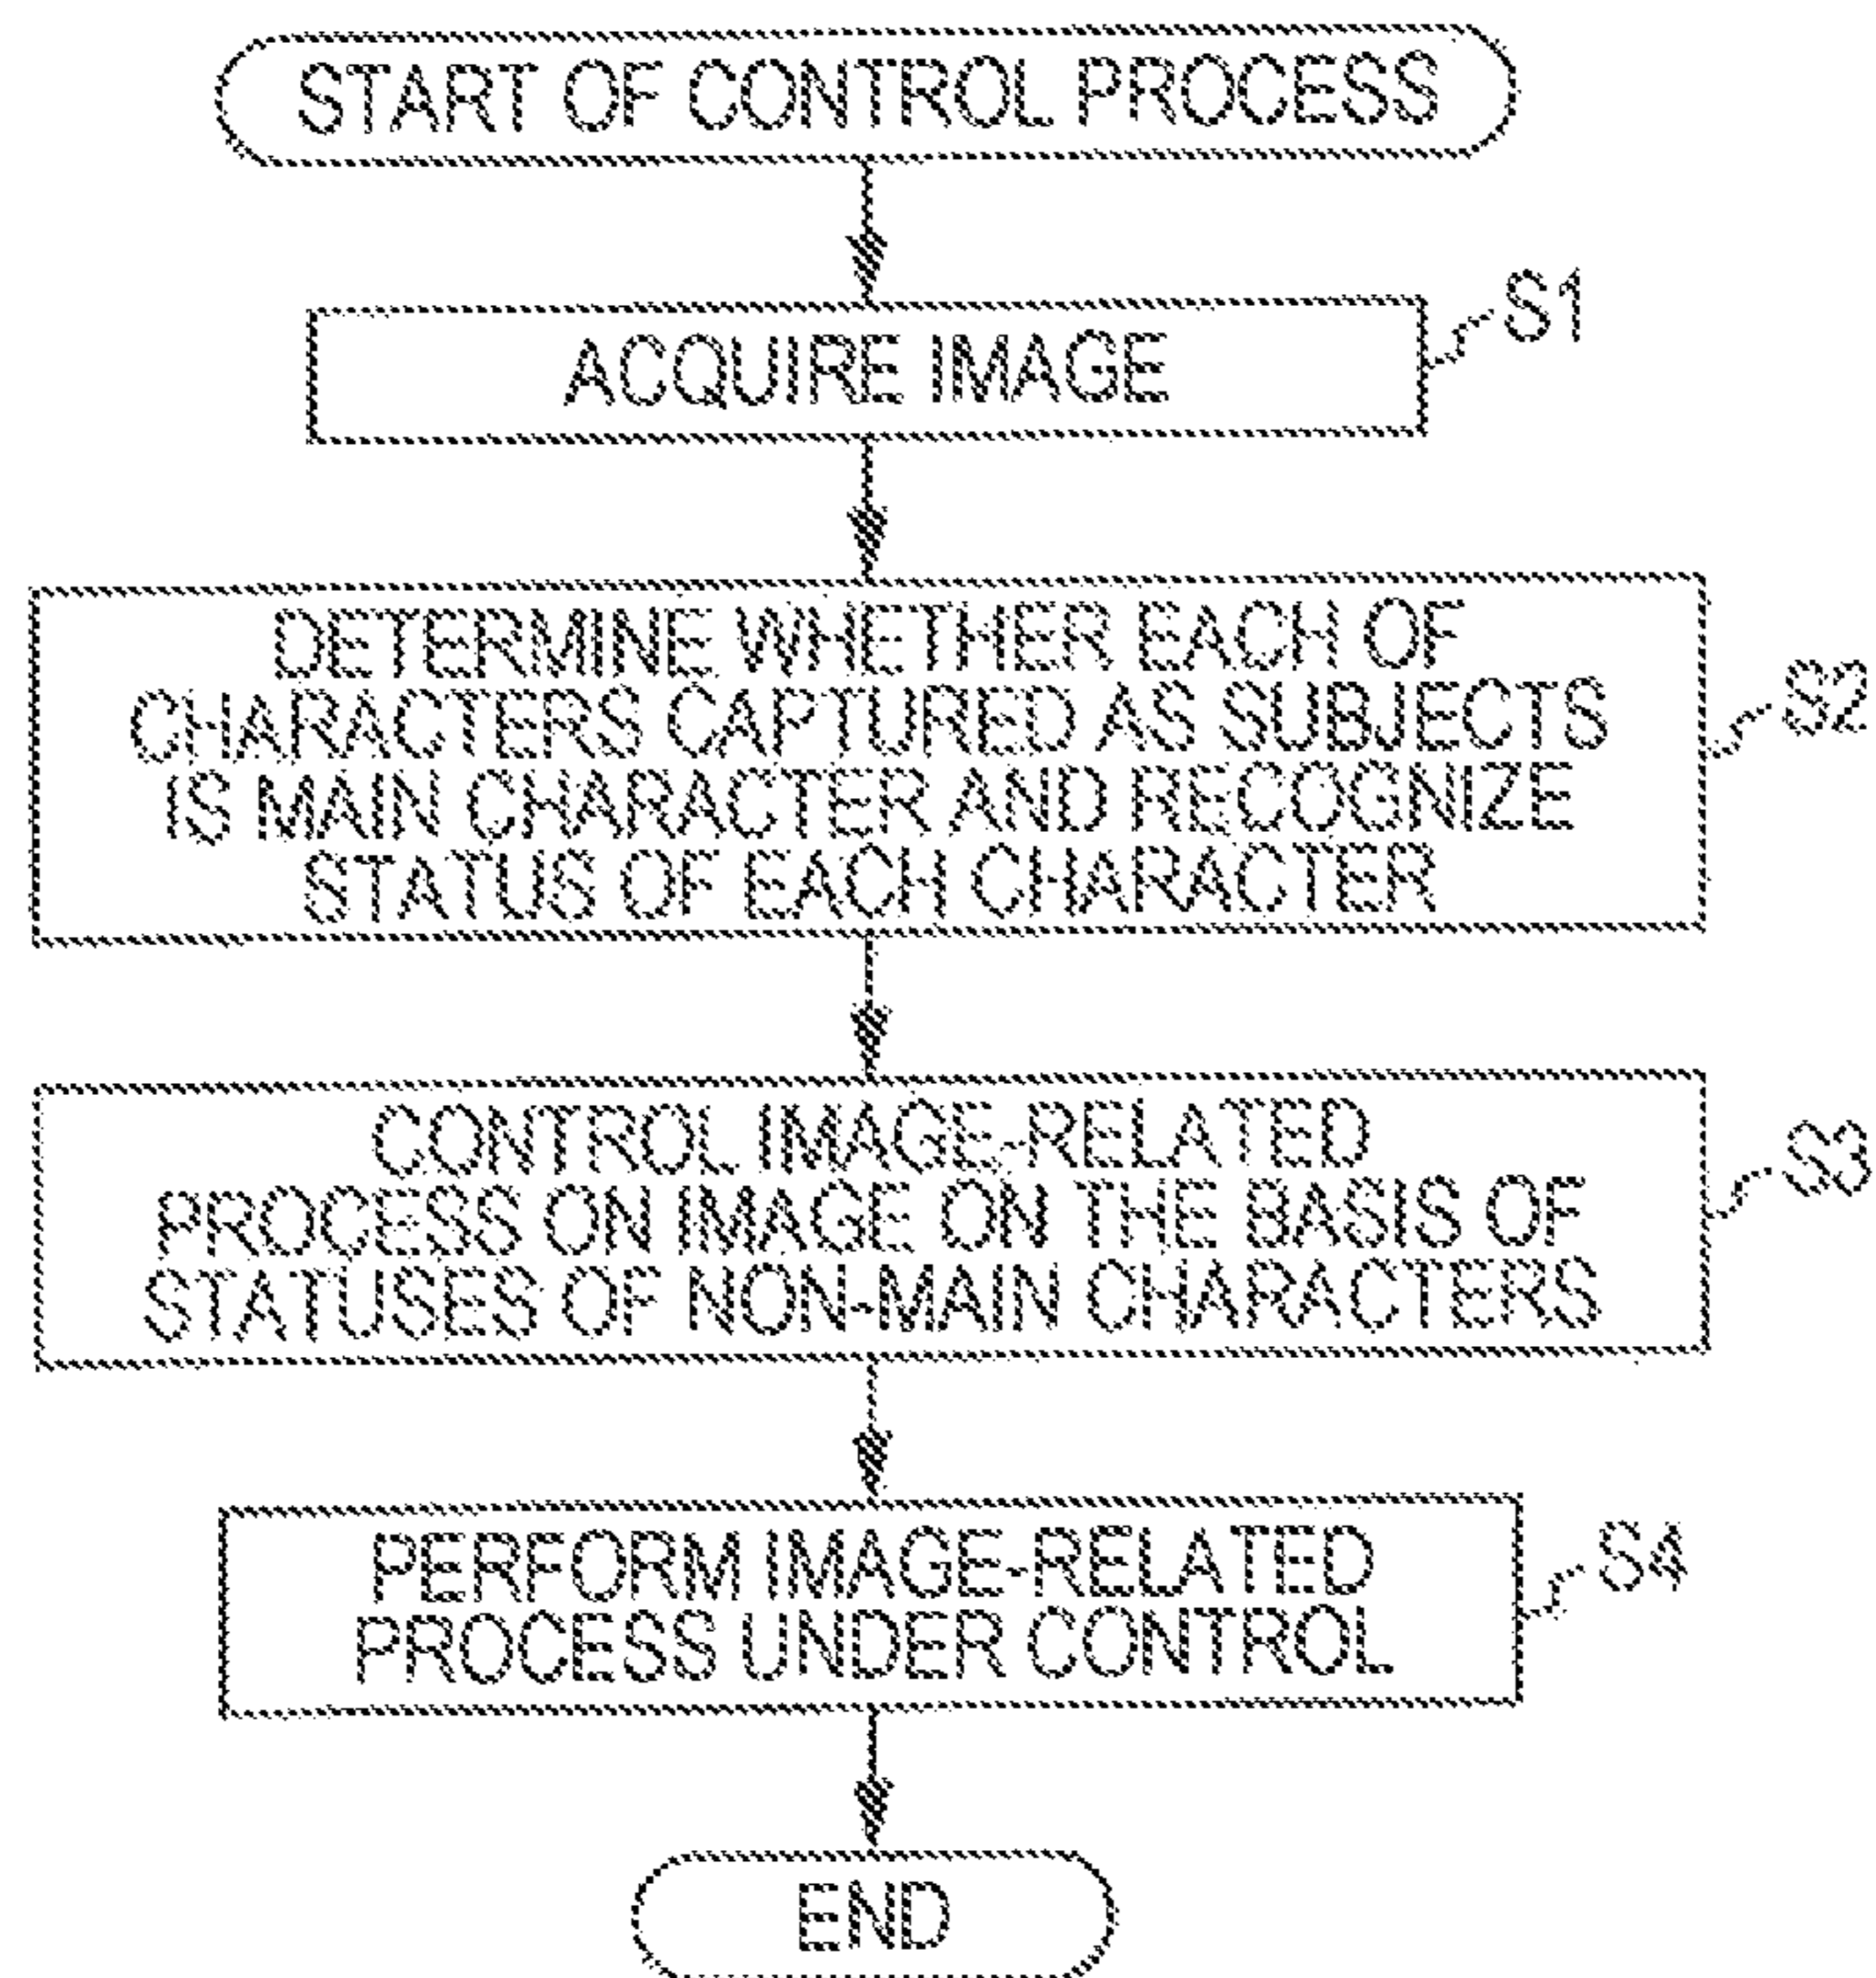 START OF CONTROL PROCESS
ACQUIRE IMAGE
S1
DETERMINE WHETHER EACH OF
CHARACTERS CAPTURED AS SUBJECTS
IS MAIN CHARACTER AND RECOGNIZE
STATUS OF EACH CHARACTER
S2
CONTROL IMAGE-RELATED
PROCESS ON IMAGE ON THE BASIS OF
STATUSES OF NON-MAIN CHARACTERS
S3
PERFORM IMAGE-RELATED
PROCESS UNDER CONTROL
S4
END